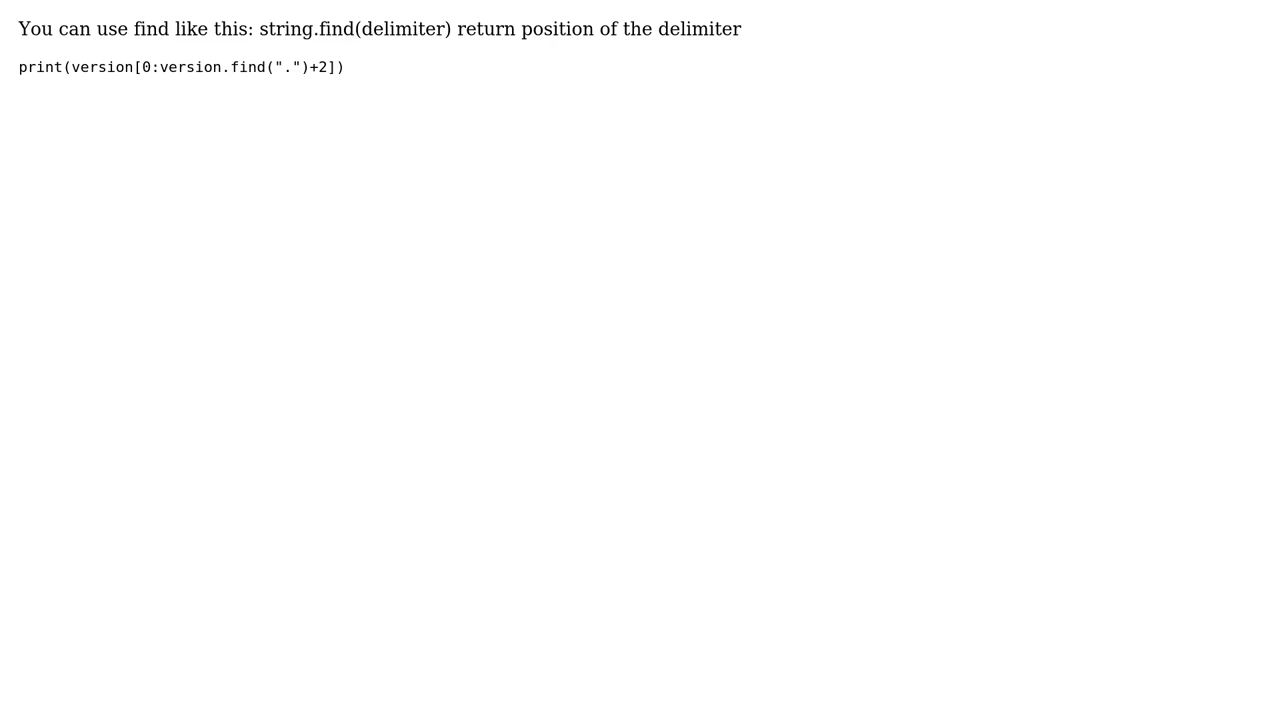 You can use find like this: string.find(delimiter) return position of the delimiter
print(version[0:version.find(".")+2])